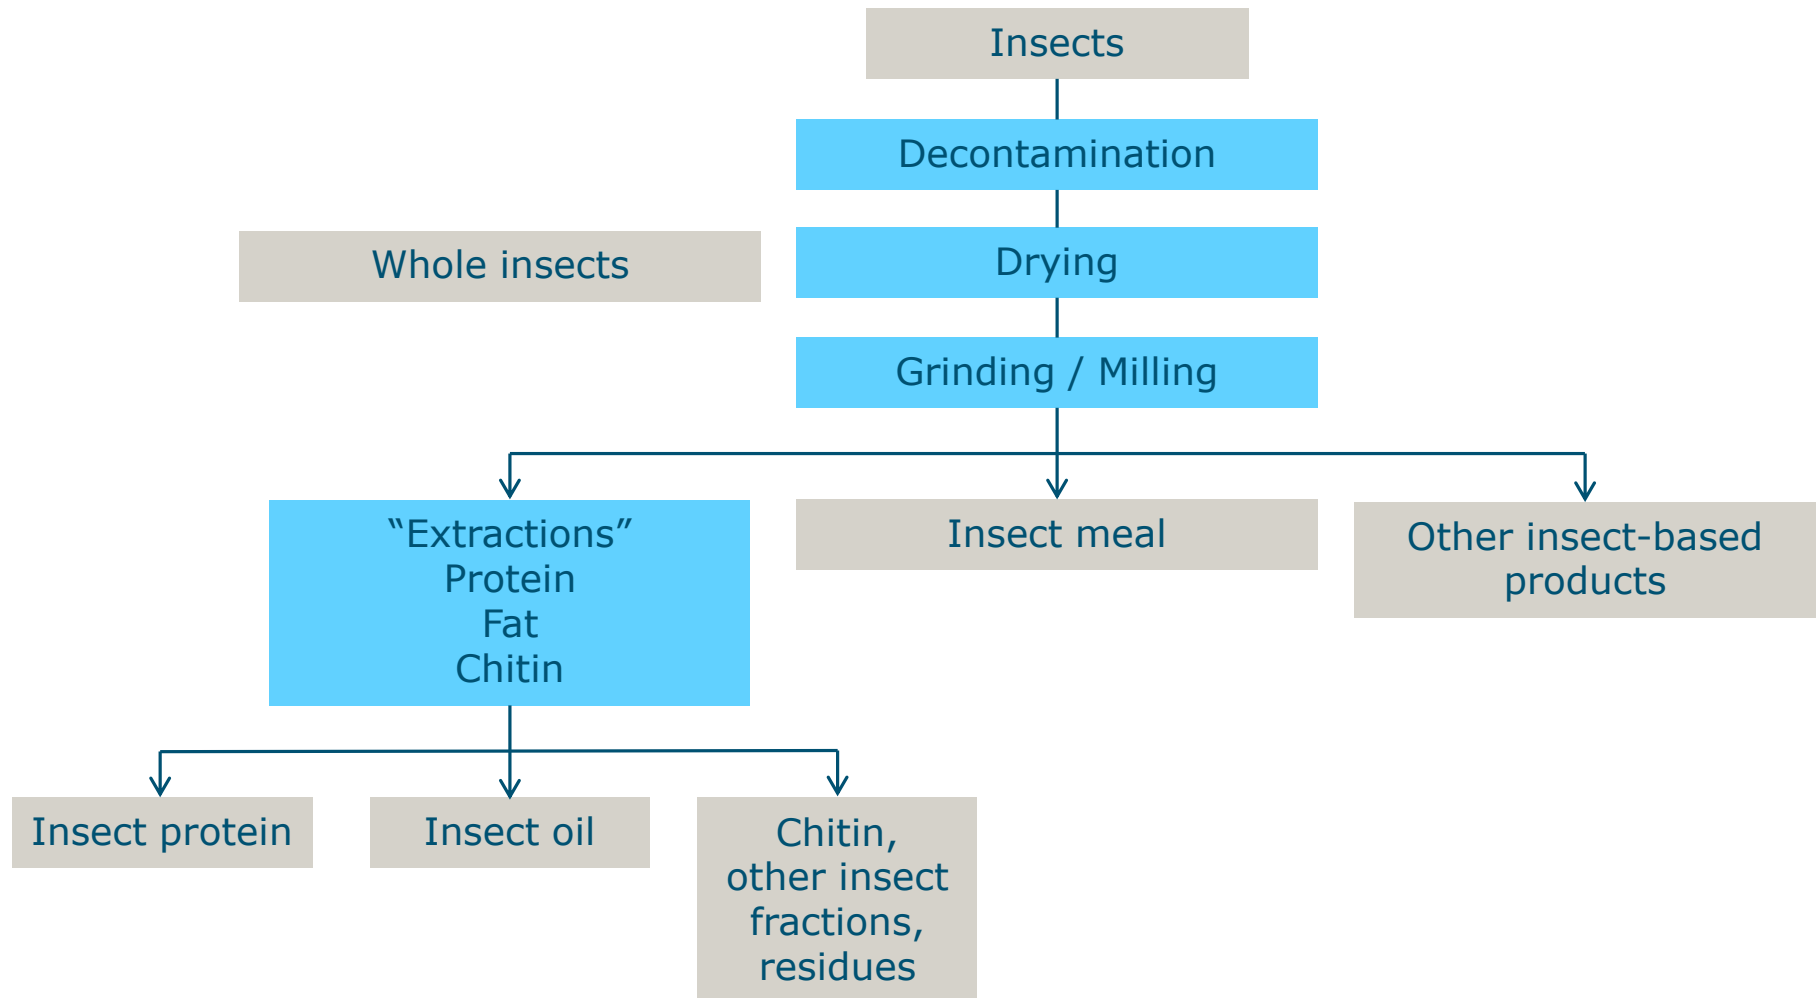 Insects
Decontamination
Whole insects
Drying
Grinding / Milling
“Extractions”
Protein
Fat
Chitin
Insect meal
Other insect-based
products
Insect protein
Insect oil
Chitin,
other insect
fractions,
residues